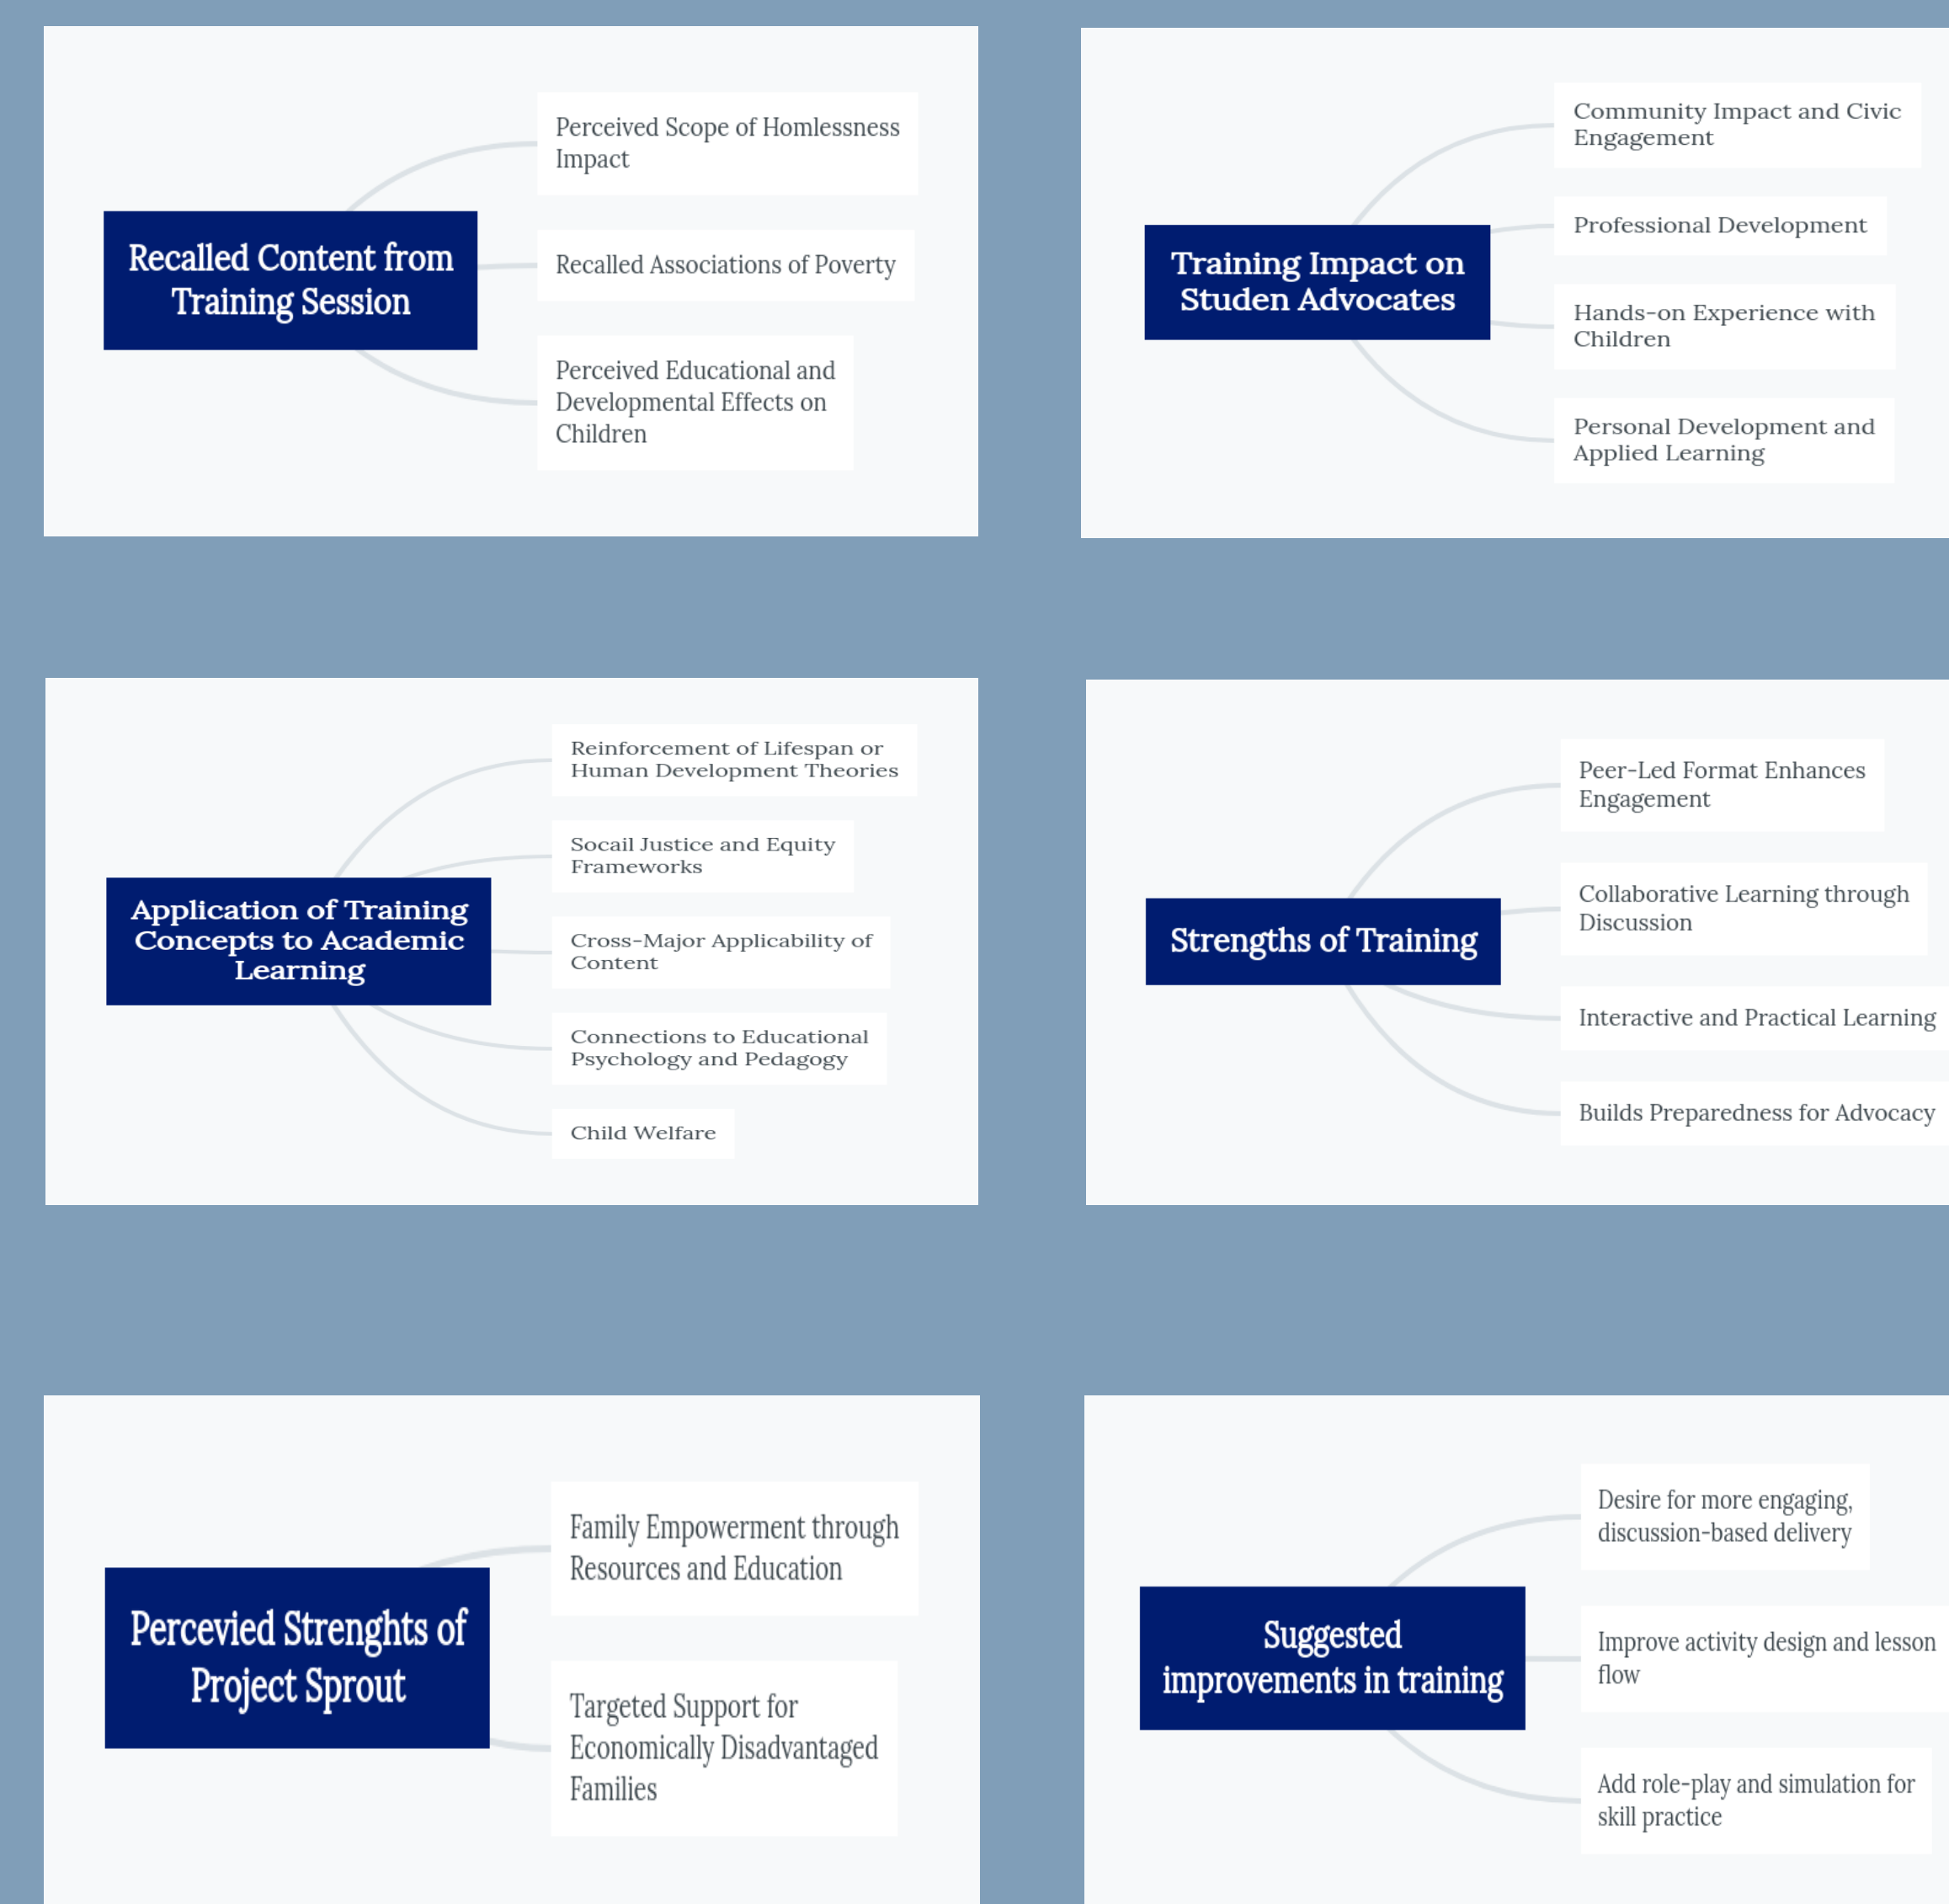 Recalled Content from
Training Session
Perceived Scope of Homlessness
Impact
Recalled Associations of Poverty
Perceived Educational and
Developmental Effects on
Children
Training Impact on
Studen Advocates
Community Impact and Civic
Engagement
Professional Development
Hands-on Experience with
Children
Personal Development and
Applied Learning
Application of Training
Concepts to Academic
Learning
Reinforcement of Lifespan or
Human Development Theories
Socail Justice and Equity
Frameworks
Cross-Major Applicability of
Content
Connections to Educational
Psychology and Pedagogy
Child Welfare
Strengths of Training
Peer-Led Format Enhances
Engagement
Collaborative Learning through
Discussion
Interactive and Practical Learning
Builds Preparedness for Advocacy
Percevied Strenghts of
Project Sprout
Family Empowerment through
Resources and Education
Targeted Support for
Economically Disadvantaged
Families
Suggested
improvements in training
Desire for more engaging,
discussion-based delivery
Improve activity design and lesson
flow
Add role-play and simulation for
skill practice